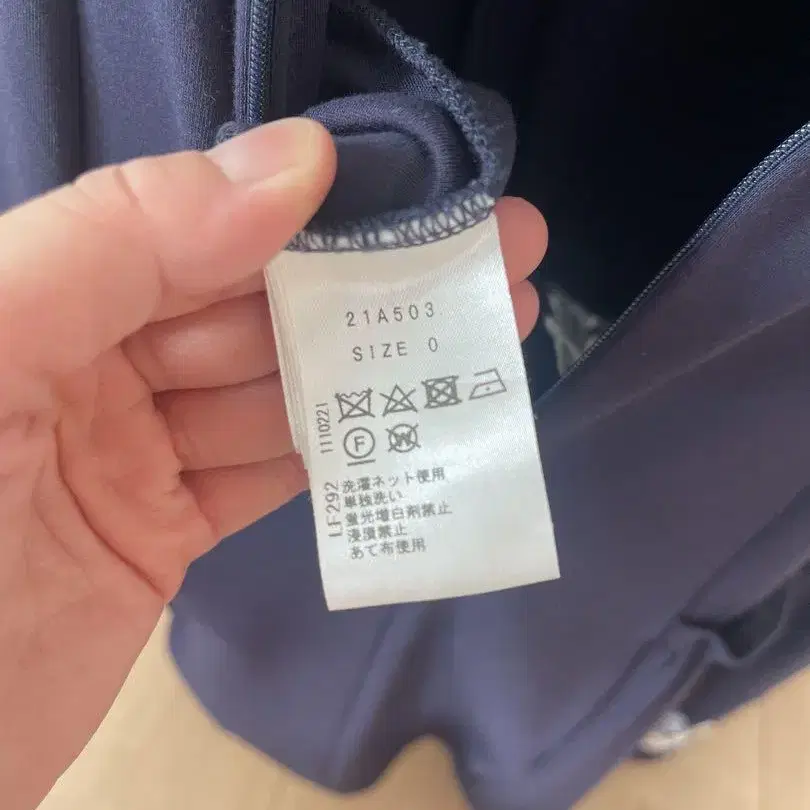 21A503
SIZE 0
F
W
1110221
LF292
洗濯ネット使用
単独洗い
蛍光増白剤禁止
浸漬禁止
あて布使用